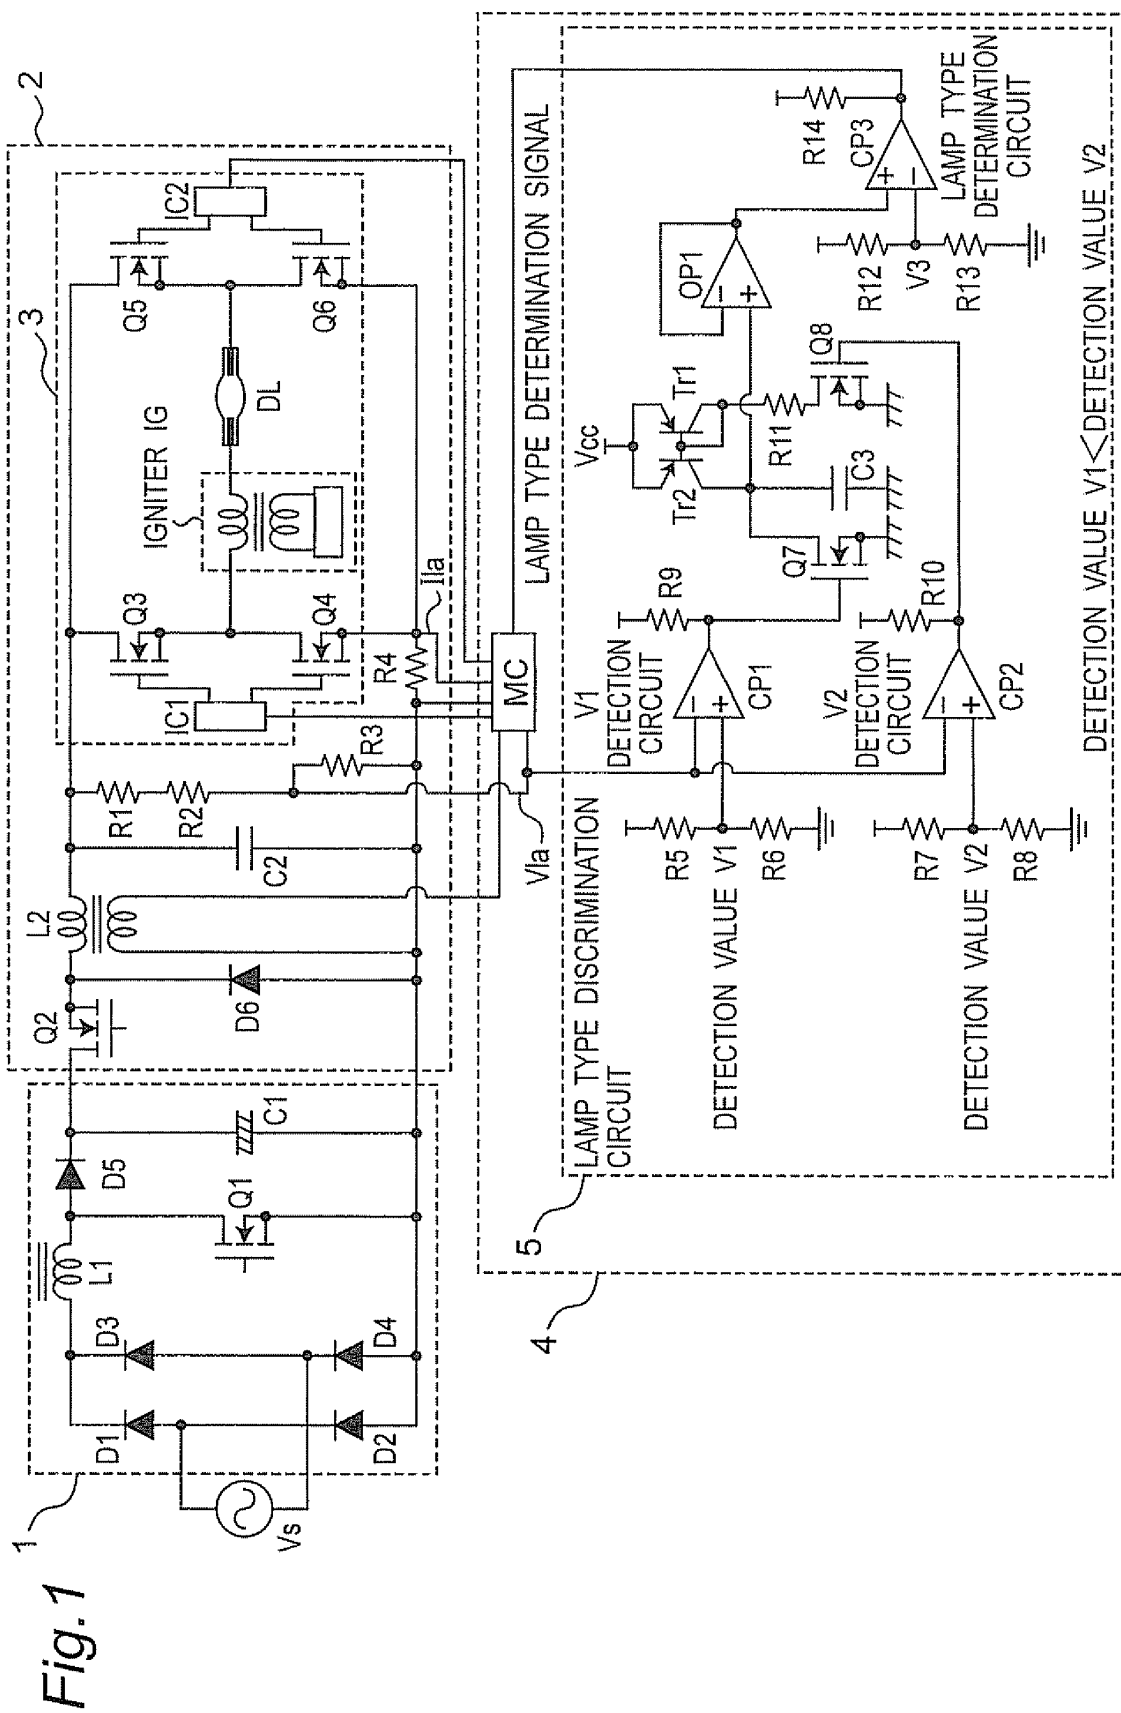 Fig.1
1
2
3
Vs
D1
D2
D3
D4
L1
Q1
D5
C1
Q2
D6
L2
C2
R1
R2
R3
R4
IC1
Q3
Q4
IGNITER IG
DL
Q5
Q6
IC2
VIa
IIa
MC
LAMP TYPE DETERMINATION SIGNAL
4
5
LAMP TYPE DISCRIMINATION
CIRCUIT
DETECTION VALUE V1
R5
R6
V1
DETECTION
CIRCUIT
CP1
R9
DETECTION VALUE V2
R7
R8
V2
DETECTION
CIRCUIT
CP2
R10
Q7
C3
Vcc
Tr2
Tr1
R11
Q8
OP1
R12
V3
R13
R14
CP3
LAMP TYPE
DETERMINATION
CIRCUIT
DETECTION VALUE V1<DETECTION VALUE V2